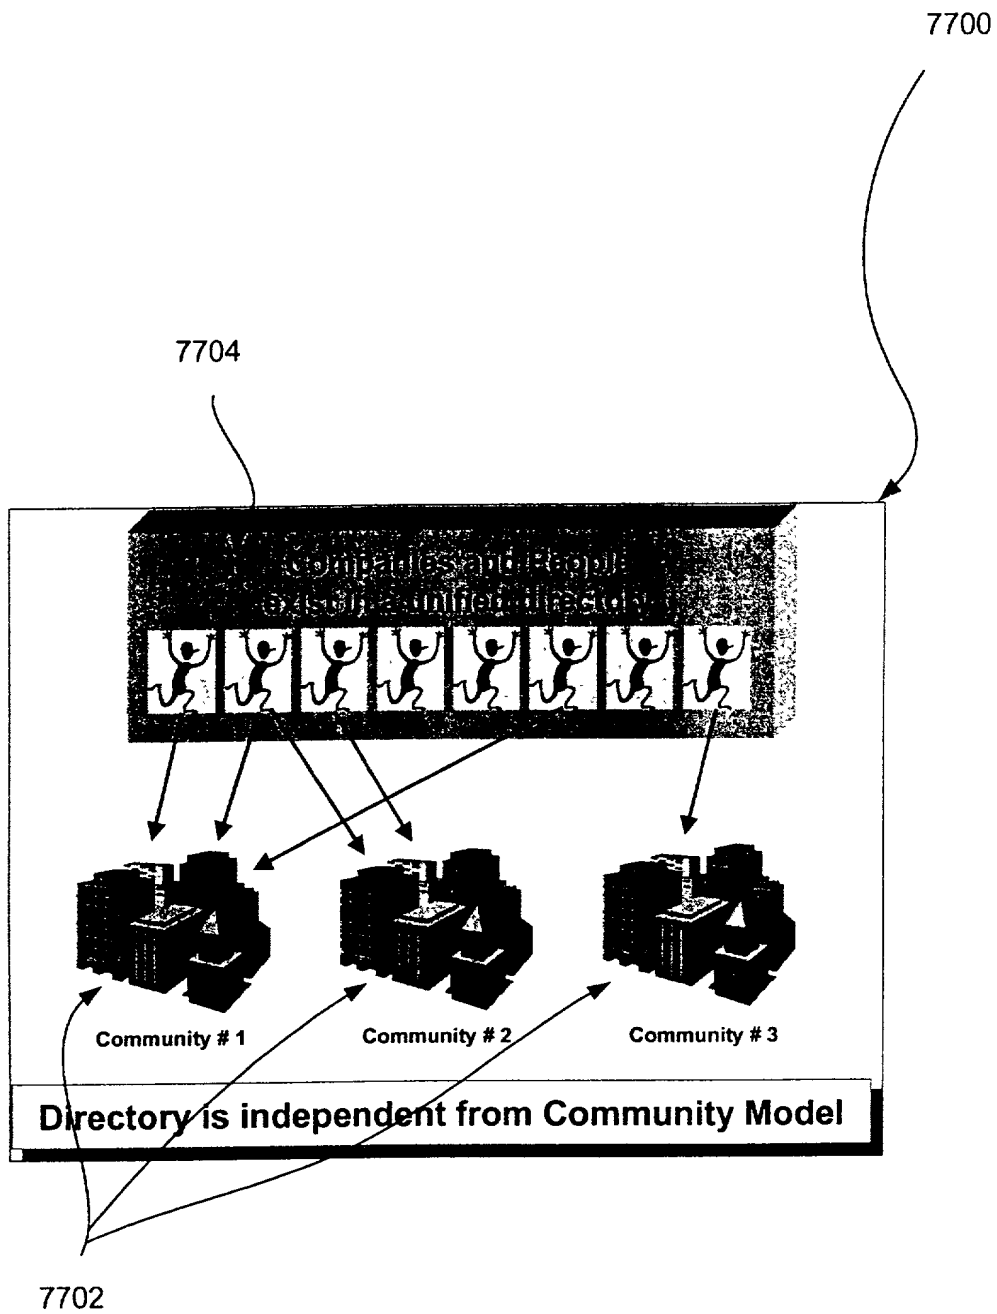 7700
7704
Companies and People
exist in a unified directory
Community # 1
Community # 2
Community # 3
Directory is independent from Community Model
7702